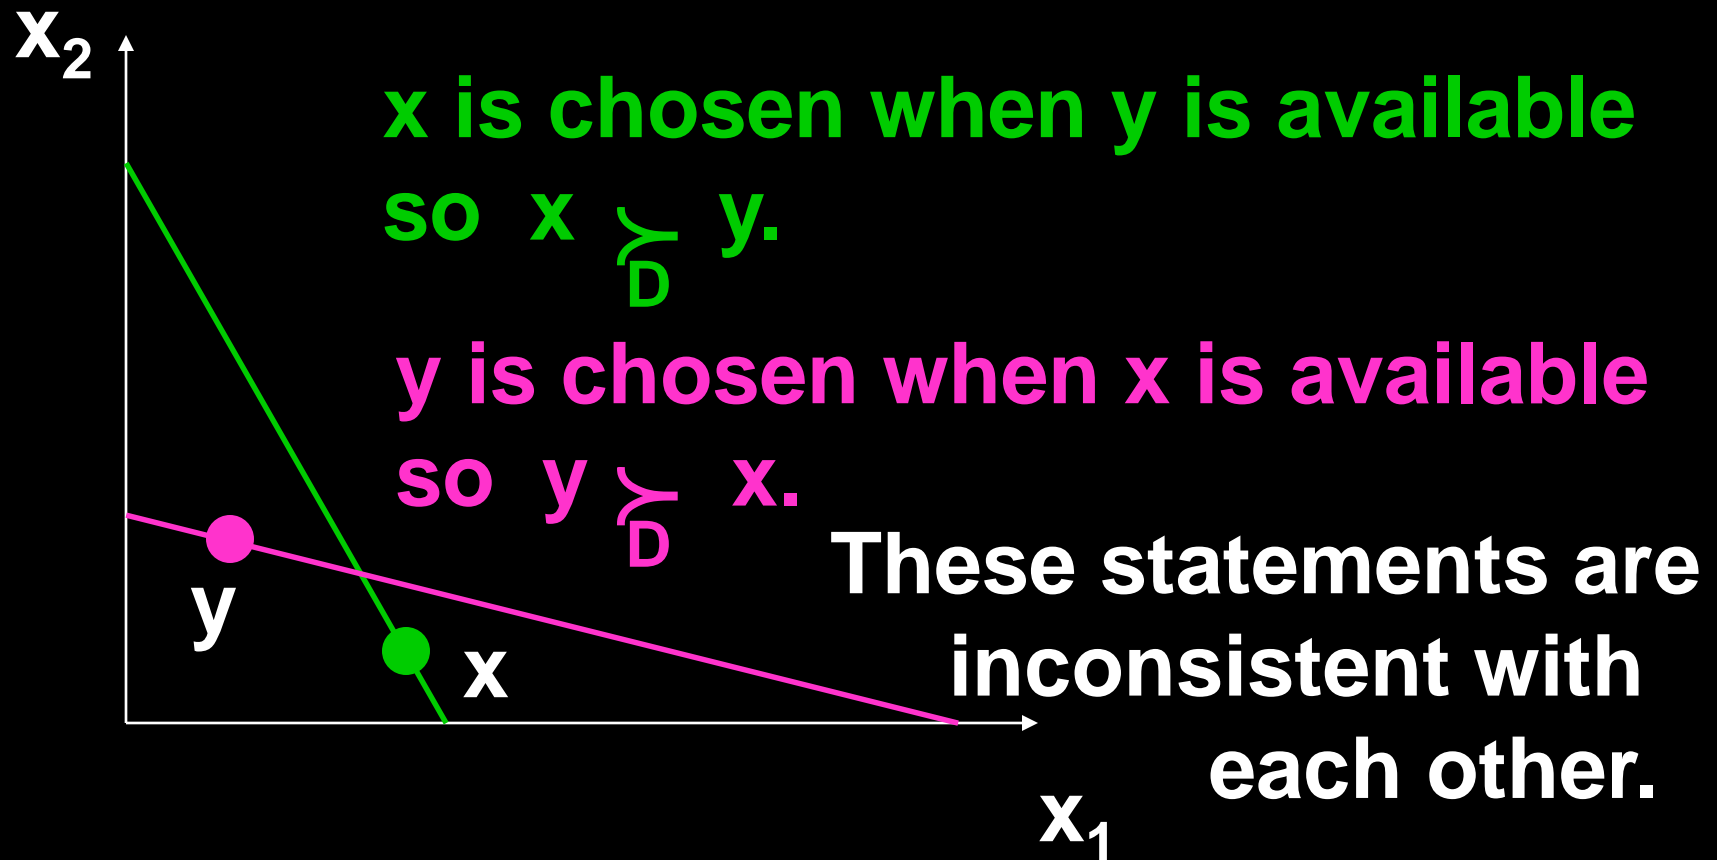 x₂
x is chosen when y is available
so x ≻ y.
D
y is chosen when x is available
so y ≻ x.
D
These statements are
inconsistent with
each other.
y
x
x₁